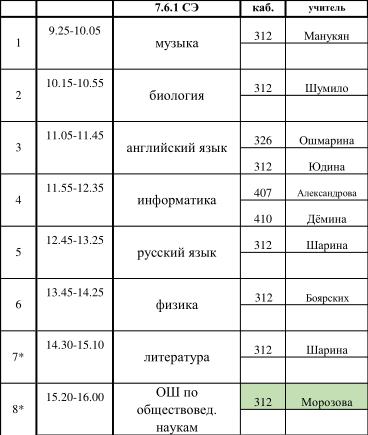 7.6.1 СЭ каб. учитель
1 9.25-10.05 музыка 312 Манукян
2 10.15-10.55 биология 312 Шумило
3 11.05-11.45 английский язык 326 Ошмарина
312 Юдина
4 11.55-12.35 информатика 407 Александрова
410 Дёмина
5 12.45-13.25 русский язык 312 Шарина
6 13.45-14.25 физика 312 Боярских
7* 14.30-15.10 литература 312 Шарина
8* 15.20-16.00 ОШ по 312 Морозова
обществовед.
наукам